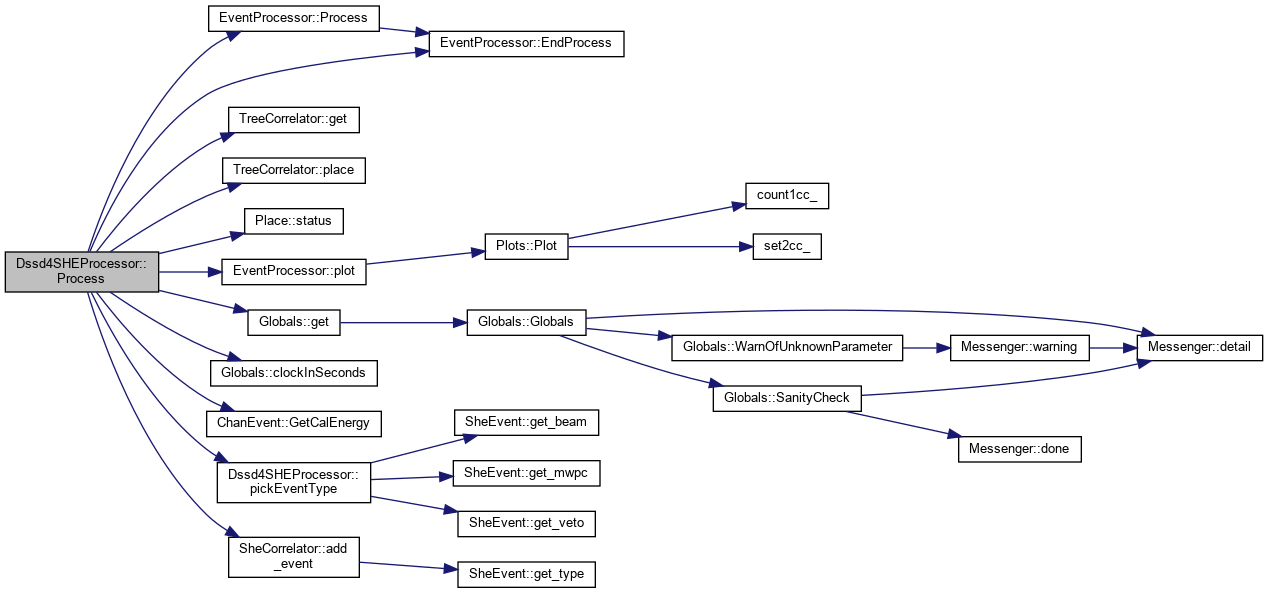 EventProcessor::Process
EventProcessor::EndProcess
TreeCorrelator::get
TreeCorrelator::place
count1cc_
Place::status
Plots::Plot
set2cc_
Dssd4SHEProcessor::
Process
EventProcessor::plot
Globals::get
Globals::Globals
Globals::WarnOfUnknownParameter
Messenger::warning
Messenger::detail
Globals::clockInSeconds
Globals::SanityCheck
ChanEvent::GetCalEnergy
SheEvent::get_beam
Messenger::done
Dssd4SHEProcessor::
pickEventType
SheEvent::get_mwpc
SheEvent::get_veto
SheCorrelator::add
_event
SheEvent::get_type